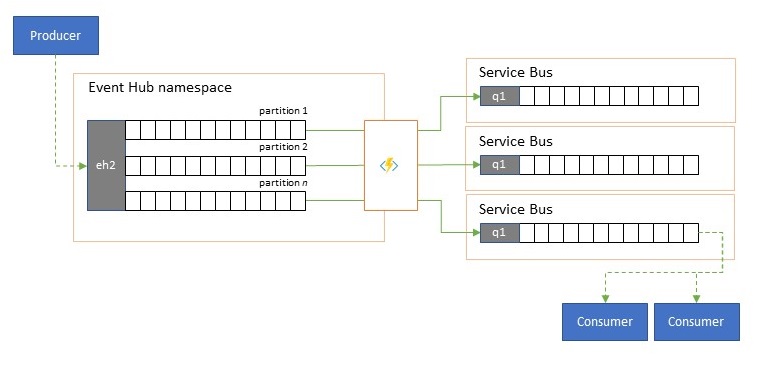 Producer
Event Hub namespace
partition 1
eh2
partition 2
partition n
Service Bus
q1
Service Bus
q1
Service Bus
q1
Consumer
Consumer